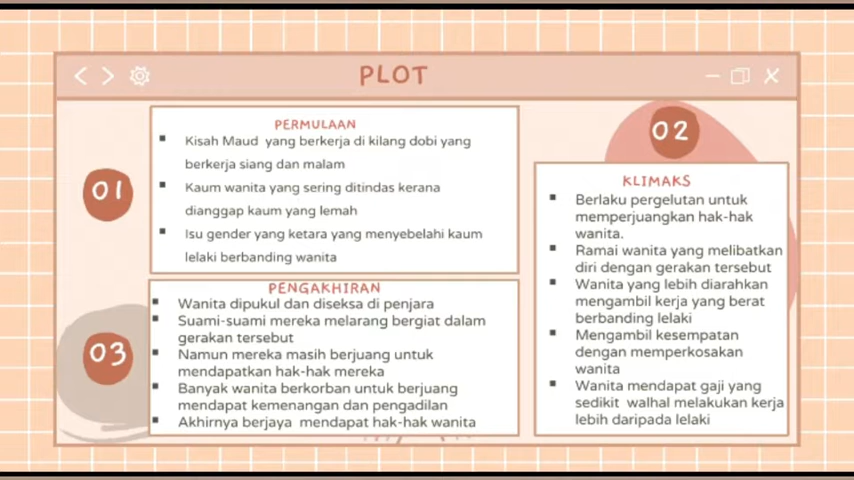 PLOT
01
PERMULAAN
▪ Kisah Maud yang berkerja di kilang dobi yang
berkerja siang dan malam
▪ Kaum wanita yang sering ditindas kerana
dianggap kaum yang lemah
▪ Isu gender yang ketara yang menyebelahi kaum
lelaki berbanding wanita
02
KLIMAKS
▪ Berlaku pergelutan untuk
memperjuangkan hak-hak
wanita.
▪ Ramai wanita yang melibatkan
diri dengan gerakan tersebut
▪ Wanita yang lebih diarahkan
mengambil kerja yang berat
berbanding lelaki
▪ Mengambil kesempatan
dengan memperkosakan
wanita
▪ Wanita mendapat gaji yang
sedikit walhal melakukan kerja
lebih daripada lelaki
03
PENGAKHIRAN
▪ Wanita dipukul dan diseksa di penjara
▪ Suami-suami mereka melarang bergiat dalam
gerakan tersebut
▪ Namun mereka masih berjuang untuk
mendapatkan hak-hak mereka
▪ Banyak wanita berkorban untuk berjuang
mendapat kemenangan dan pengadilan
▪ Akhirnya berjaya mendapat hak-hak wanita